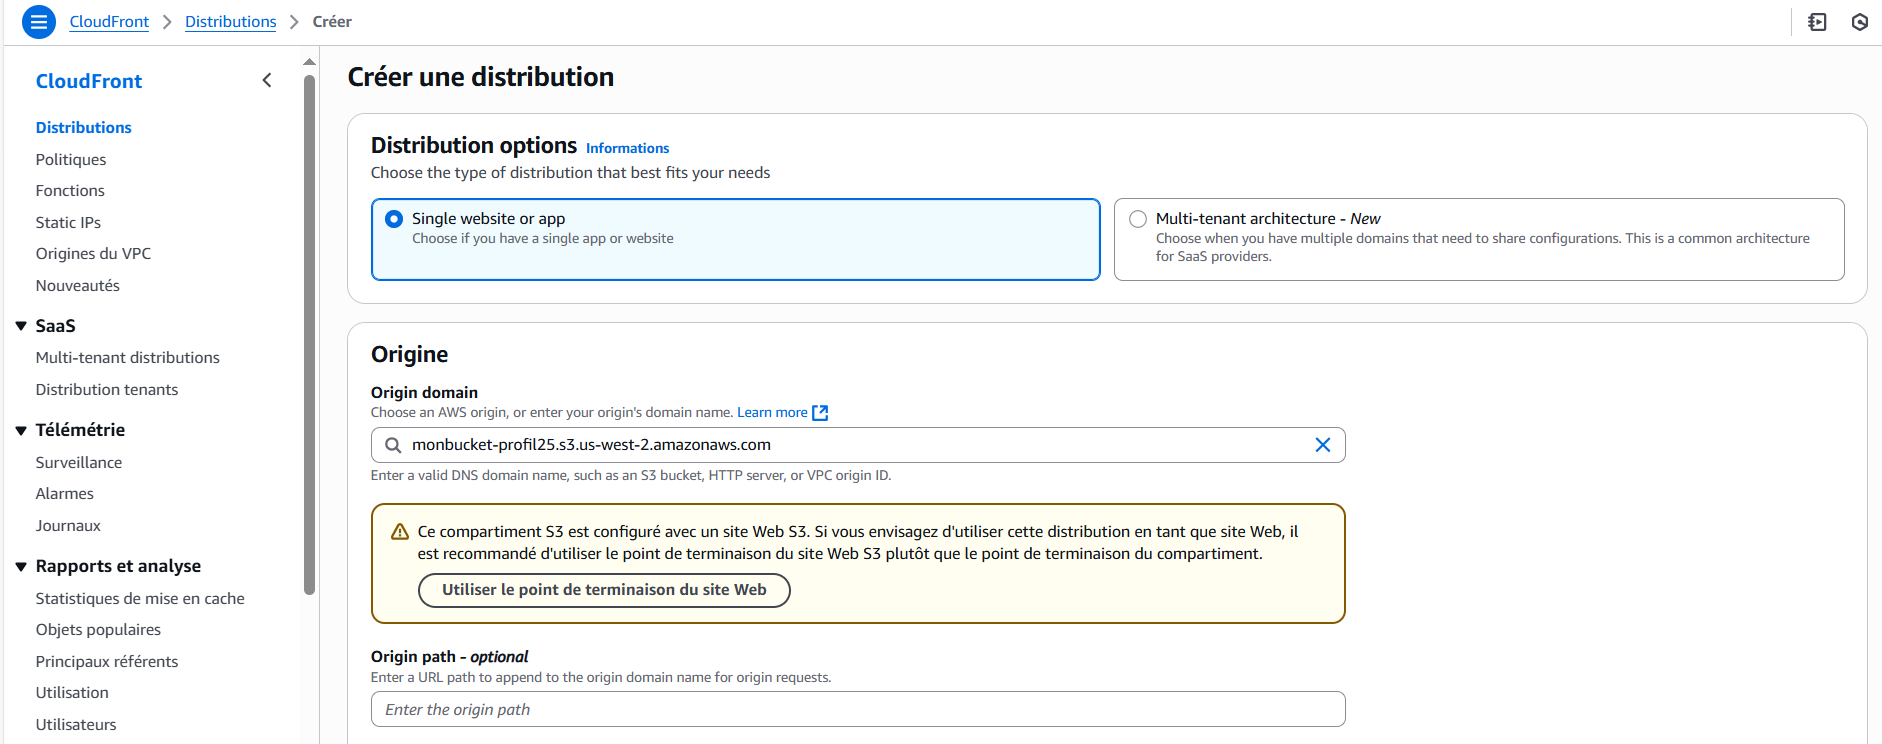 CloudFront > Distributions > Créer
CloudFront
Distributions
Politiques
Fonctions
Static IPs
Origines du VPC
Nouveautés
SaaS
Multi-tenant distributions
Distribution tenants
Télémétrie
Surveillance
Alarmes
Journaux
Rapports et analyse
Statistiques de mise en cache
Objets populaires
Principaux référents
Utilisation
Utilisateurs
Créer une distribution
Distribution options Informations
Choose the type of distribution that best fits your needs
Single website or app
Choose if you have a single app or website
Multi-tenant architecture - New
Choose when you have multiple domains that need to share configurations. This is a common architecture
for SaaS providers.
Origine
Origin domain
Choose an AWS origin, or enter your origin's domain name. Learn more
monbucket-profil25.s3.us-west-2.amazonaws.com
Enter a valid DNS domain name, such as an S3 bucket, HTTP server, or VPC origin ID.
Ce compartiment S3 est configuré avec un site Web S3. Si vous envisagez d'utiliser cette distribution en tant que site Web, il
est recommandé d'utiliser le point de terminaison du site Web S3 plutôt que le point de terminaison du compartiment.
Utiliser le point de terminaison du site Web
Origin path - optional
Enter a URL path to append to the origin domain name for origin requests.
Enter the origin path